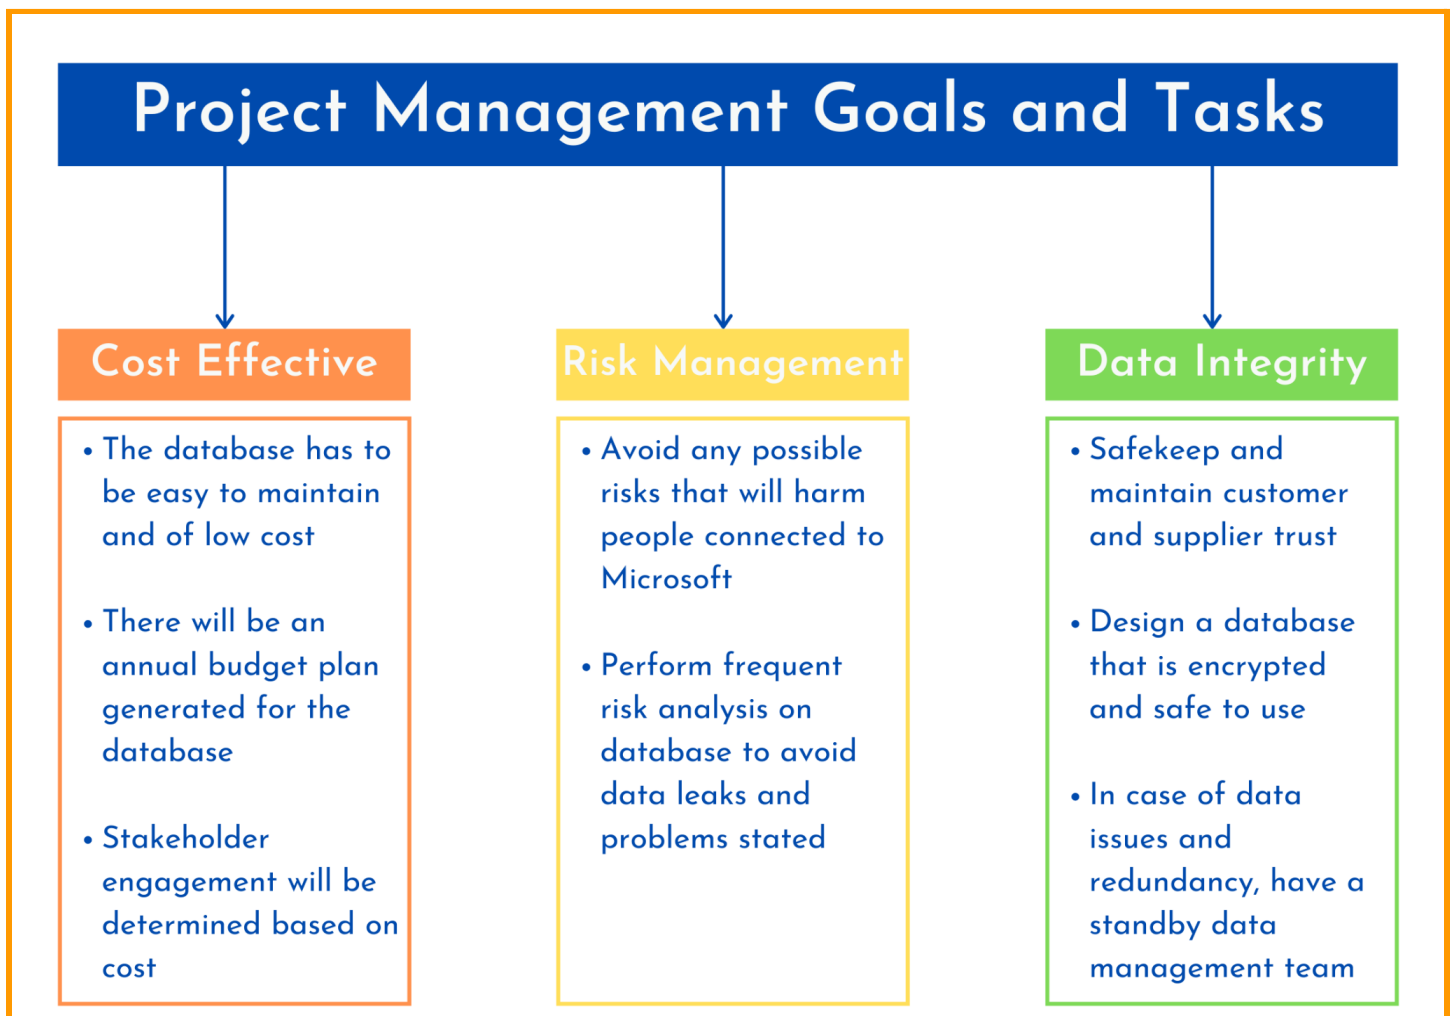 Project Management Goals and Tasks
Cost Effective
• The database has to
be easy to maintain
and of low cost
• There will be an
annual budget plan
generated for the
database
• Stakeholder
engagement will be
determined based on
cost
Risk Management
• Avoid any possible
risks that will harm
people connected to
Microsoft
• Perform frequent
risk analysis on
database to avoid
data leaks and
problems stated
Data Integrity
• Safekeep and
maintain customer
and supplier trust
• Design a database
that is encrypted
and safe to use
• In case of data
issues and
redundancy, have a
standby data
management team